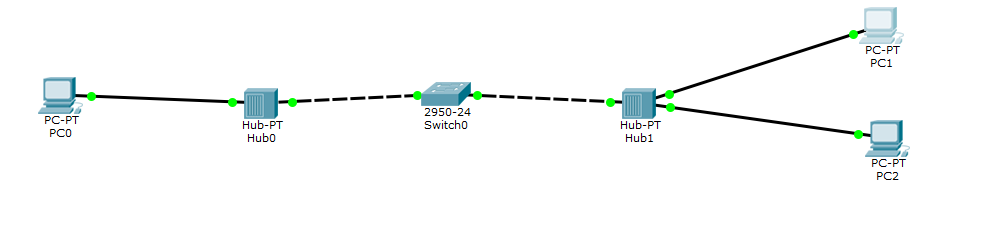 PC-PT
PC0
Hub-PT
Hub0
2950-24
Switch0
Hub-PT
Hub1
PC-PT
PC1
PC-PT
PC2